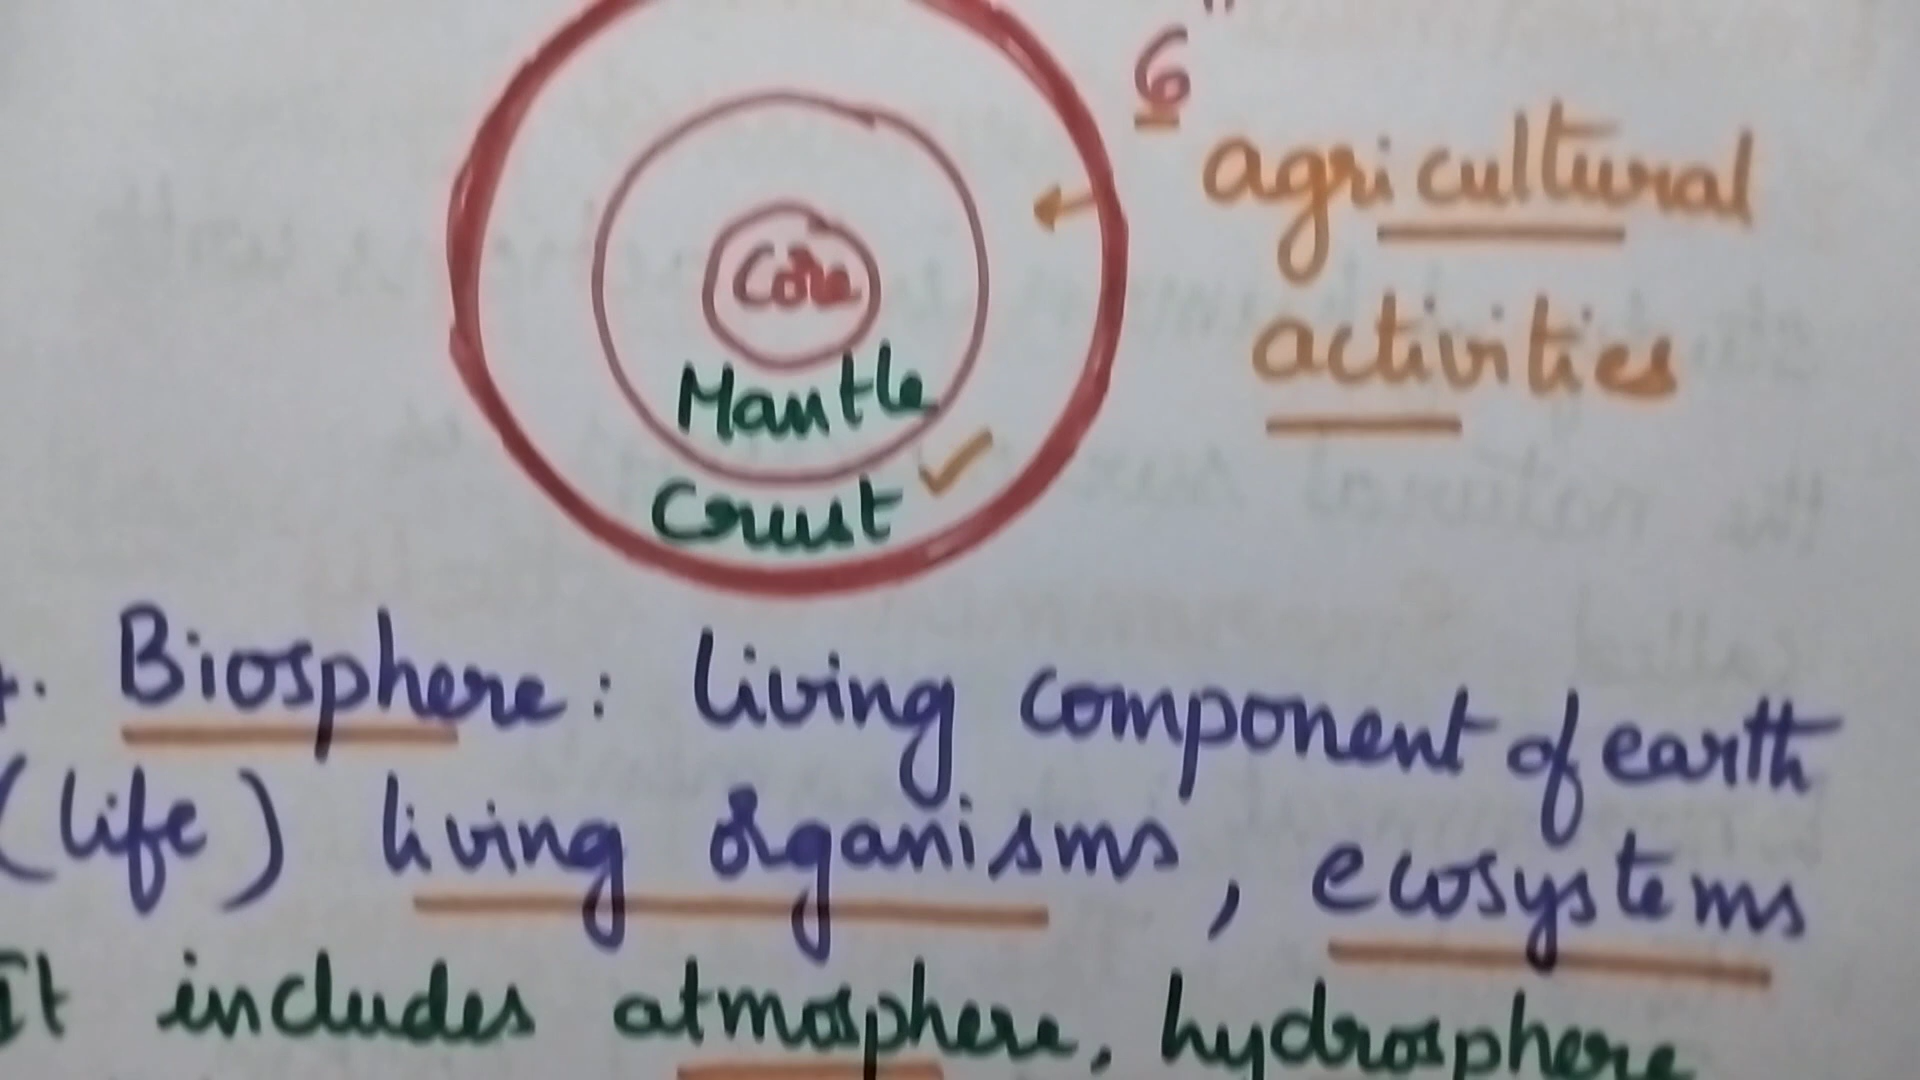 6"
agricultural
activities
Core
Mantle
Crust
Biosphere: living component of earth
(life) living organisms, ecosystems
It includes atmosphere, hydrosphere